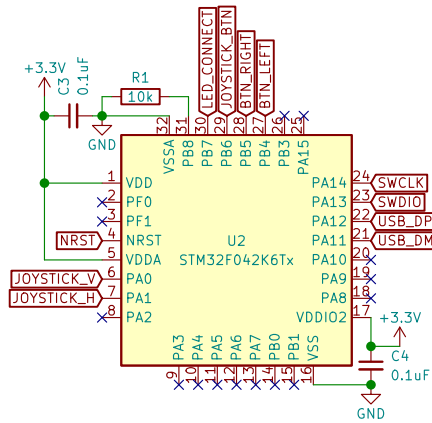 +3.3V
C3
0.1uF
R1
10k
GND
LED_CONNECT
JOYSTICK_BTN
BTN_RIGHT
BTN_LEFT
32
31
30
29
28
27
26
25
VSSA
PB8
PB7
PB6
PB5
PB4
PB3
PA15
1 VDD
2 PF0
3 PF1
NRST 4 NRST
5 VDDA
JOYSTICK_V 6 PA0
JOYSTICK_H 7 PA1
8 PA2
U2
STM32F042K6Tx
PA14 24 SWCLK
PA13 23 SWDIO
PA12 22 USB_DP
PA11 21 USB_DM
PA10 20
PA9 19
PA8 18
VDDIO2 17
+3.3V
PA3
PA4
PA5
PA6
PA7
PB0
PB1
VSS
9
10
11
12
13
14
15
16
C4
0.1uF
GND